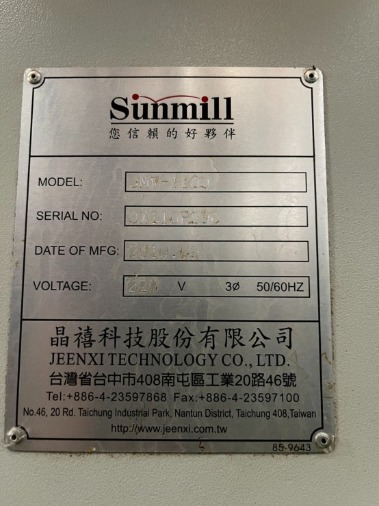 Sunmill
您信賴的好夥伴
MODEL:
SERIAL NO:
DATE OF MFG:
VOLTAGE: 220 V 3Ø 50/60HZ
晶禧科技股份有限公司
JEENXI TECHNOLOGY CO., LTD.
台灣省台中市408南屯區工業20路46號
Tel:+886-4-23597868 Fax:+886-4-23597100
No.46, 20 Rd. Taichung Industrial Park, Nantun District, Taichung 408,Taiwan
http://www.jeenxi.com.tw
85-9643